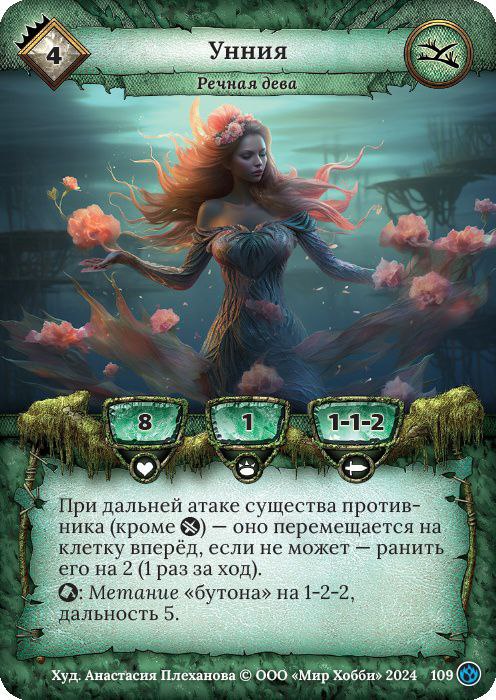 4
Унния
Речная дева
8
1
1-1-2
При дальней атаке существа против-
ника (кроме ) — оно перемещается на
клетку вперёд, если не может — ранить
его на 2 (1 раз за ход).
: Метание «бутона» на 1-2-2,
дальность 5.
Худ. Анастасия Плеханова © ООО «Мир Хобби» 2024 109